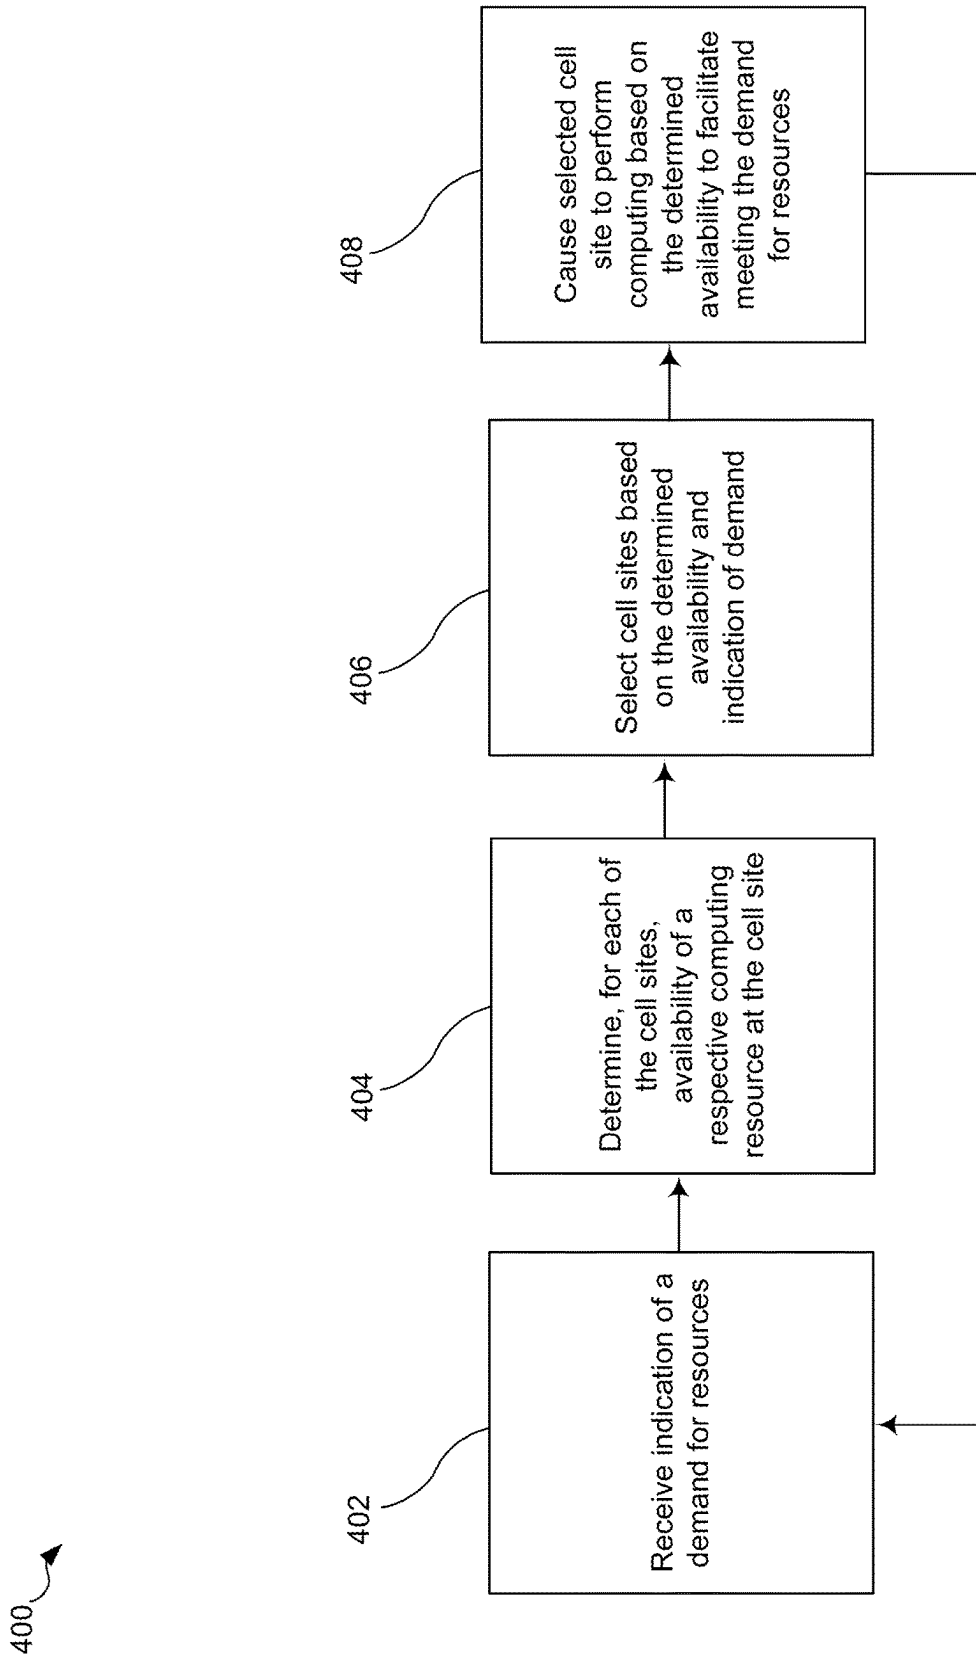 400
402
Receive indication of a
demand for resources
404
Determine, for each of
the cell sites,
availability of a
respective computing
resource at the cell site
406
Select cell sites based
on the determined
availability and
indication of demand
408
Cause selected cell
site to perform
computing based on
the determined
availability to facilitate
meeting the demand
for resources